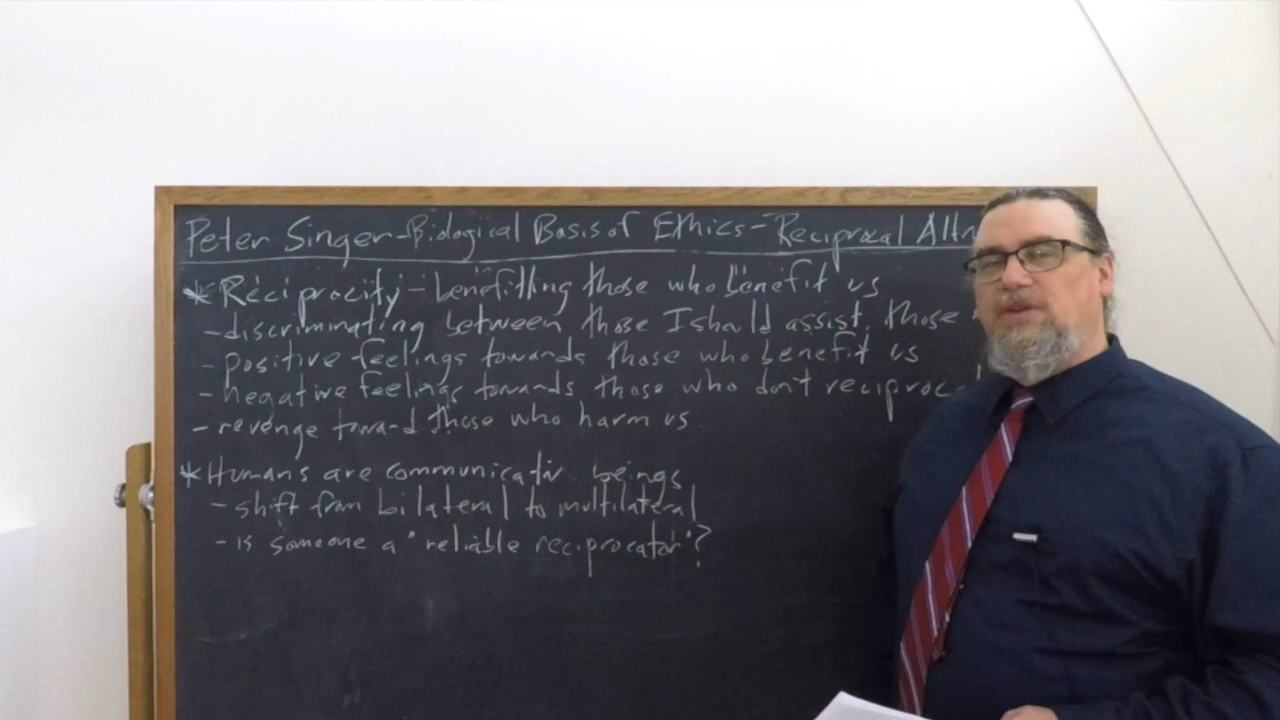 Peter Singer-Biological Basis of Ethics-Reciprocal Altr
* Reciprocity - benefitting those who benefit us
- discriminating between those I should assist, those
- positive feelings towards those who benefit us
- negative feelings towards those who don't reciproca
- revenge toward those who harm us
* Humans are communicativ beings
- shift from bilateral to multilateral
- is someone a "reliable reciprocator"?